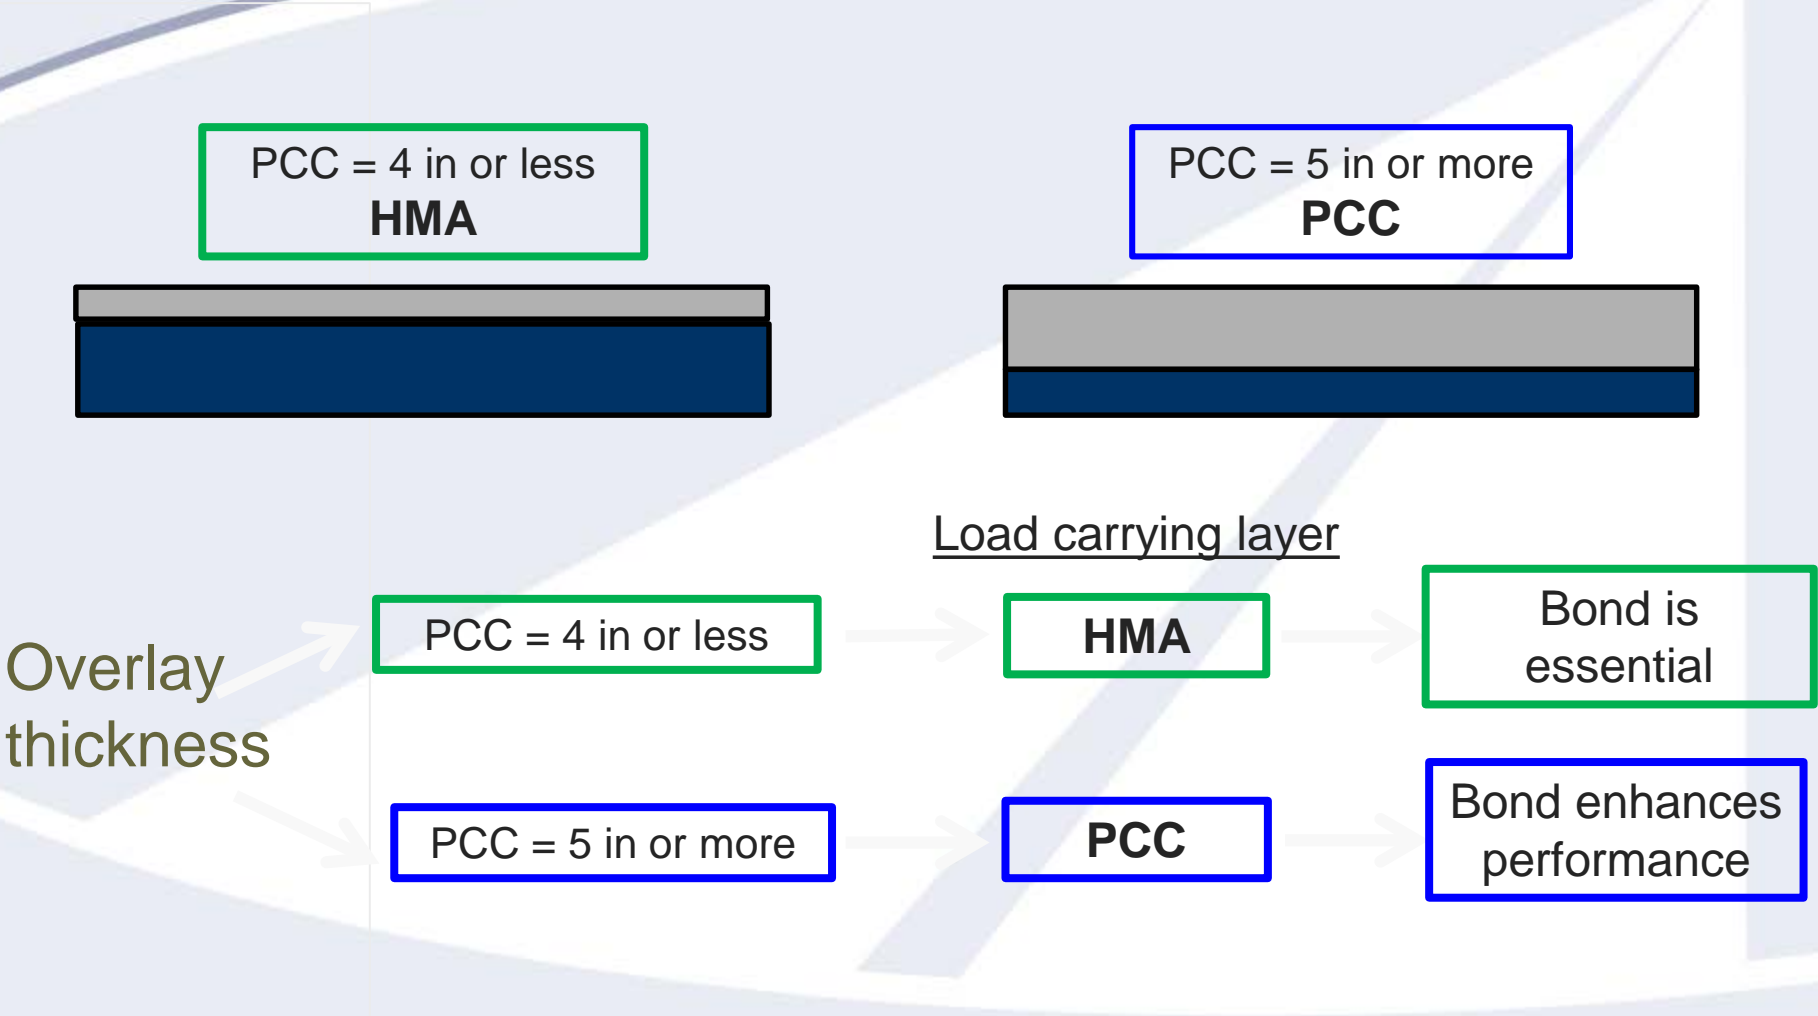 PCC = 4 in or less
HMA
PCC = 5 in or more
PCC
Load carrying layer
Overlay
thickness
PCC = 4 in or less
HMA
Bond is
essential
PCC = 5 in or more
PCC
Bond enhances
performance